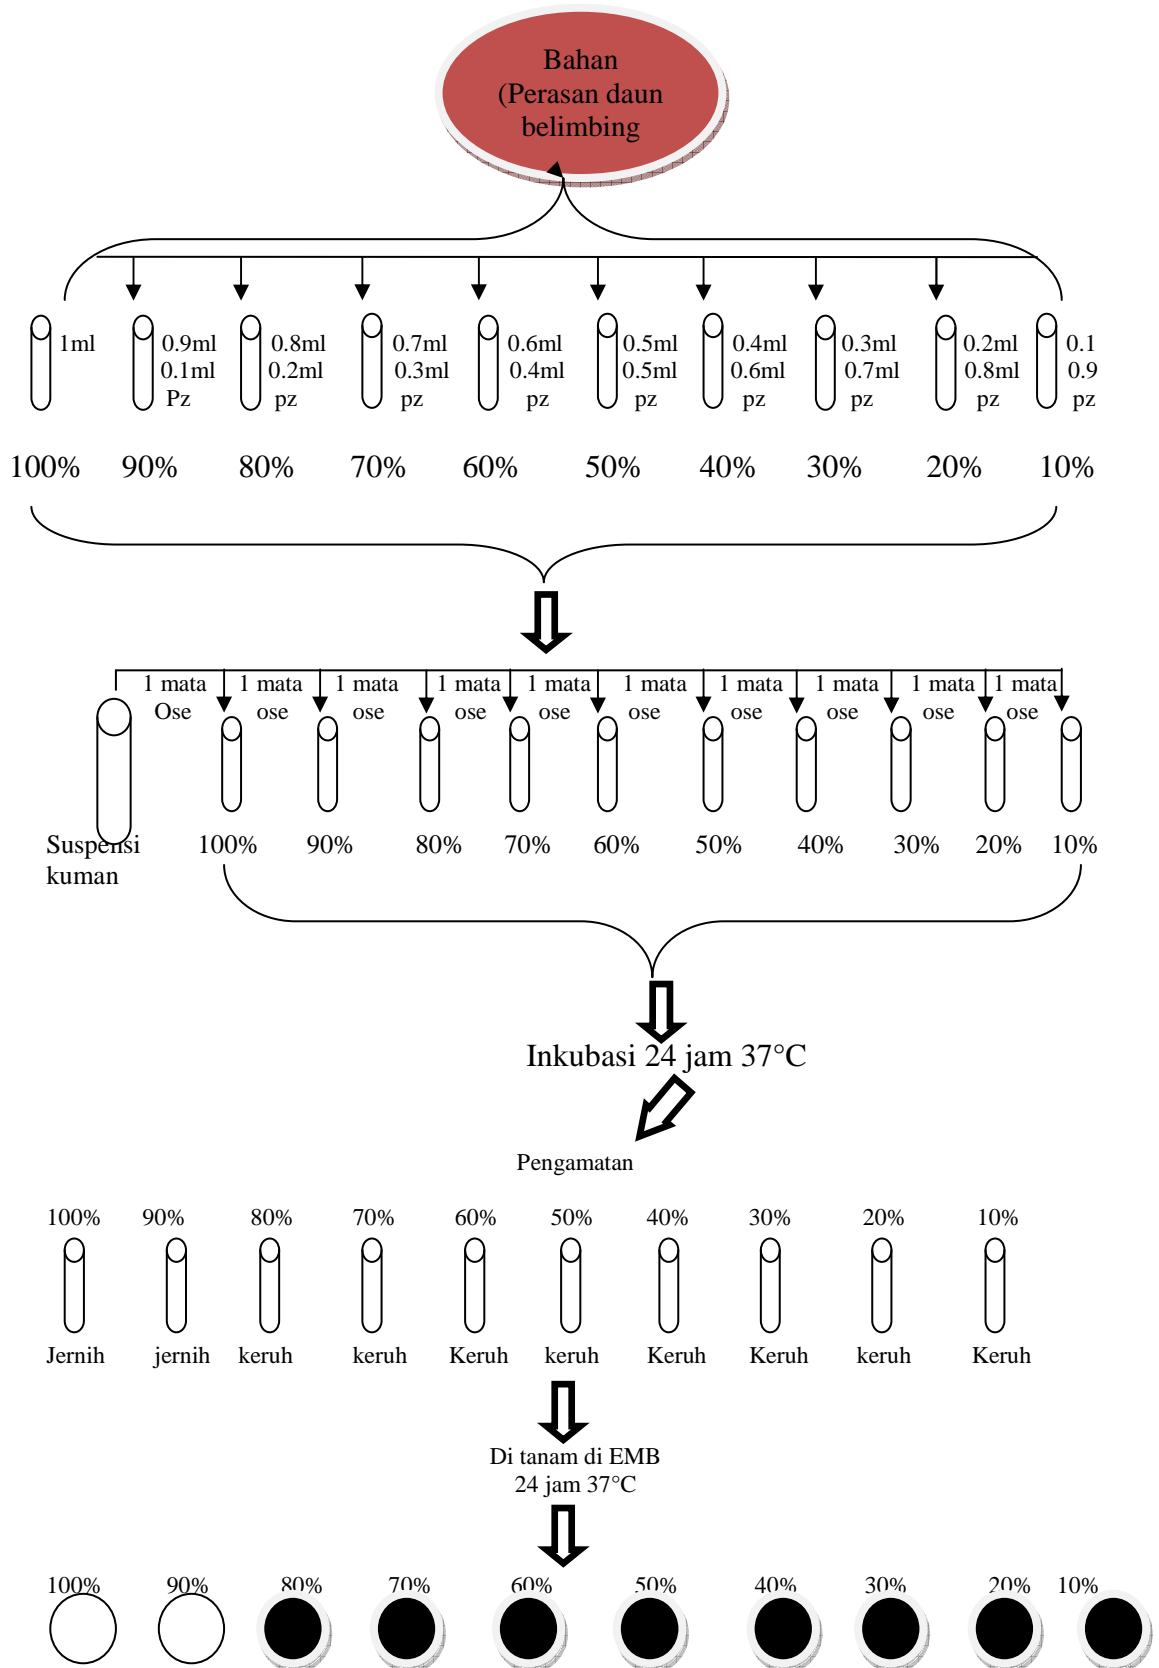 Bahan
(Perasan daun
belimbing
1ml
0.9ml 0.8ml 0.7ml 0.6ml 0.5ml 0.4ml 0.3ml 0.2ml 0.1
0.1ml 0.2ml 0.3ml 0.4ml 0.5ml 0.6ml 0.7ml 0.8ml 0.9
Pz pz pz pz pz pz pz pz pz
100% 90% 80% 70% 60% 50% 40% 30% 20% 10%
1 mata 1 mata 1 mata 1 mata 1 mata 1 mata 1 mata 1 mata 1 mata 1 mata
Ose ose ose ose ose ose ose ose ose ose
Suspensi 100% 90% 80% 70% 60% 50% 40% 30% 20% 10%
kuman
Inkubasi 24 jam 37°C
Pengamatan
100% 90% 80% 70% 60% 50% 40% 30% 20% 10%
Jernih jernih keruh keruh Keruh keruh Keruh Keruh keruh Keruh
Di tanam di EMB
24 jam 37°C
100% 90% 80% 70% 60% 50% 40% 30% 20% 10%